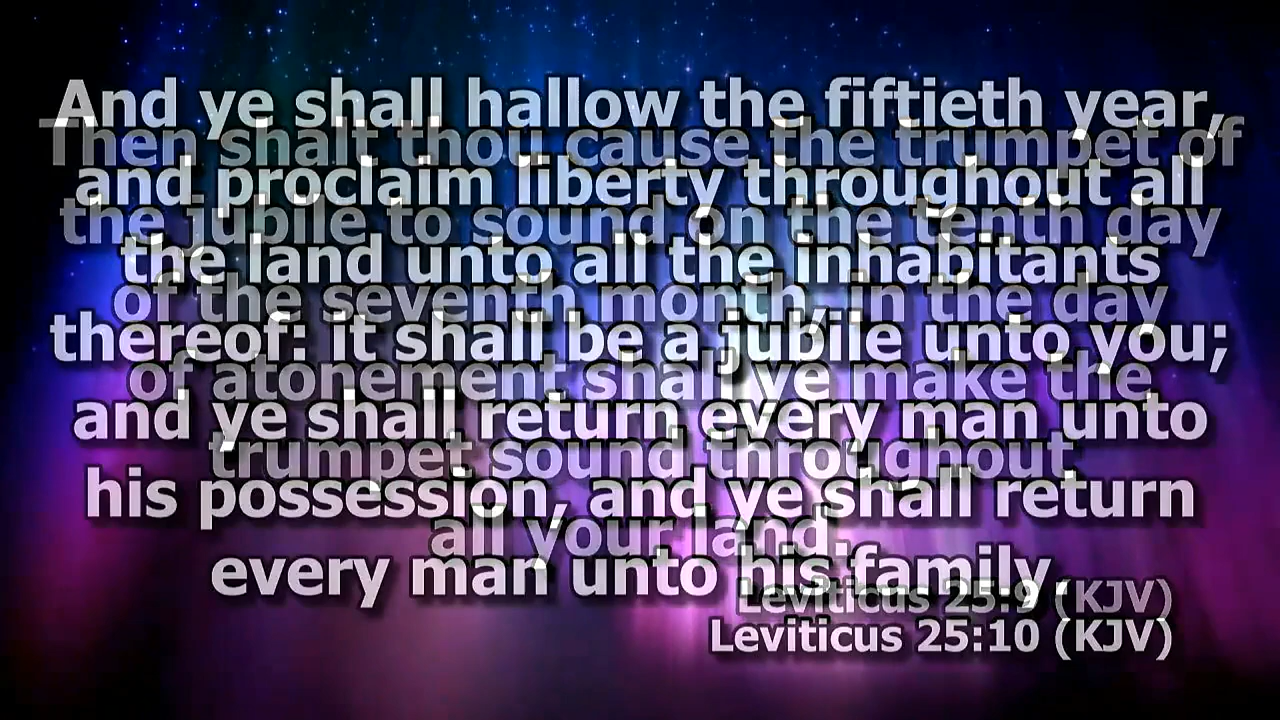 And ye shall hallow the fiftieth year,
Then shalt thou cause the trumpet of
and proclaim liberty throughout all
the jubile to sound on the tenth day
the land unto all the inhabitants
of the seventh month, in the day
thereof: it shall be a jubile unto you;
of atonement shall ye make the
and ye shall return every man unto
trumpet sound throughout
his possession, and ye shall return
all your land.
every man unto his family.
Leviticus 25:9 (KJV)
Leviticus 25:10 (KJV)